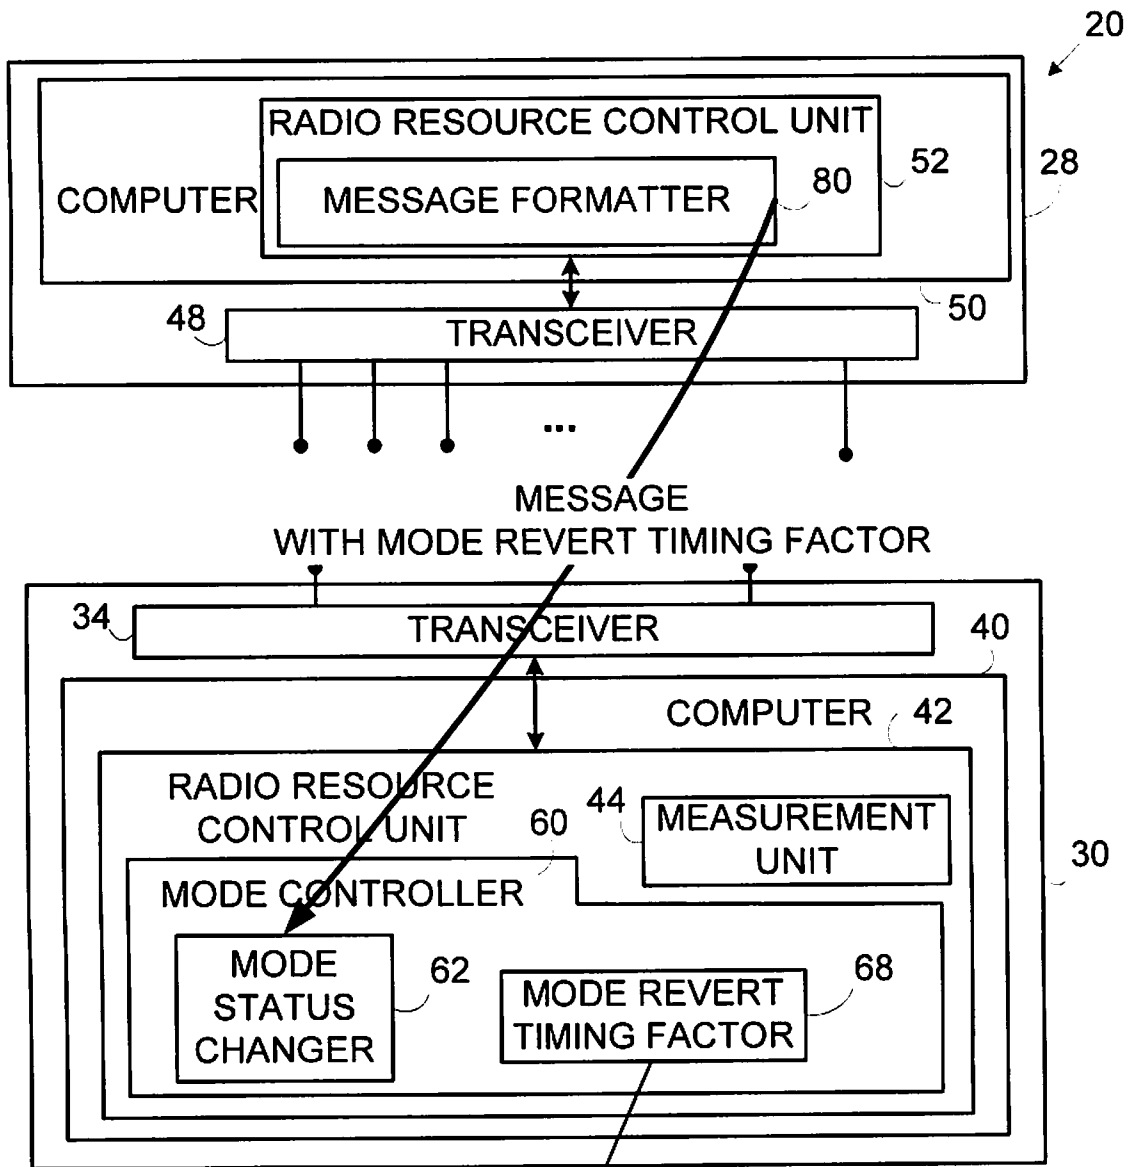 20
RADIO RESOURCE CONTROL UNIT
52
28
COMPUTER
MESSAGE FORMATTER
80
50
48
TRANSCEIVER
...
MESSAGE
WITH MODE REVERT TIMING FACTOR
34
TRANSCEIVER
40
COMPUTER
42
RADIO RESOURCE
CONTROL UNIT
44
MEASUREMENT
UNIT
60
30
MODE CONTROLLER
MODE
STATUS
CHANGER
62
MODE REVERT
TIMING FACTOR
68